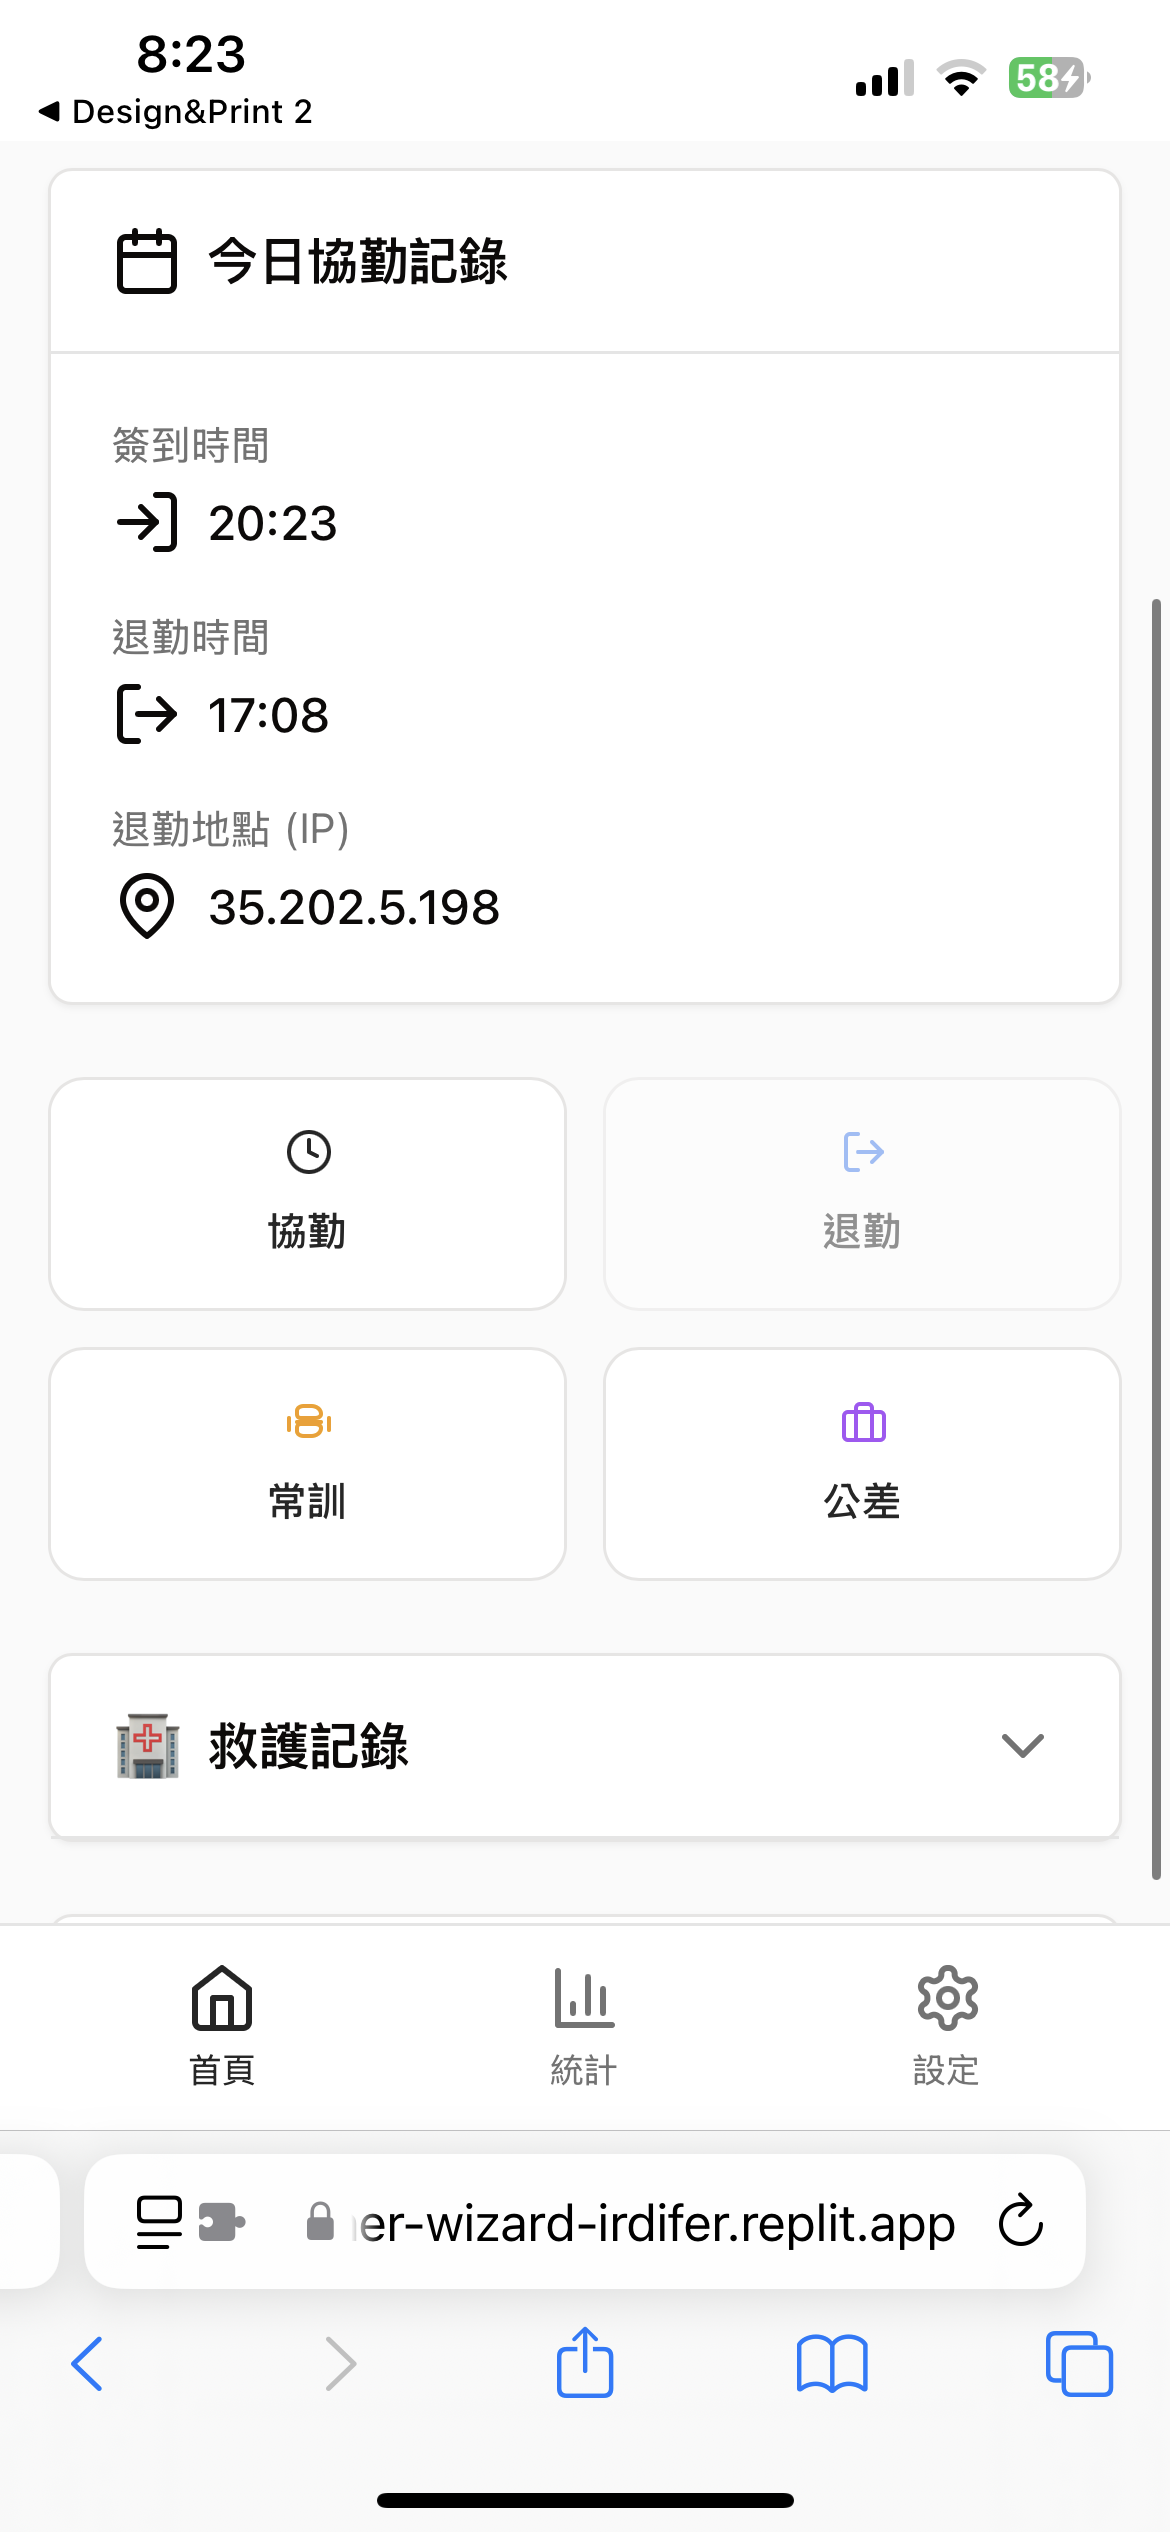 8:23
58
◀ Design&Print 2
今日協勤記錄
簽到時間
20:23
退勤時間
17:08
退勤地點 (IP)
35.202.5.198
協勤
退勤
常訓
公差
救護記錄
首頁
統計
設定
er-wizard-irdifer.replit.app